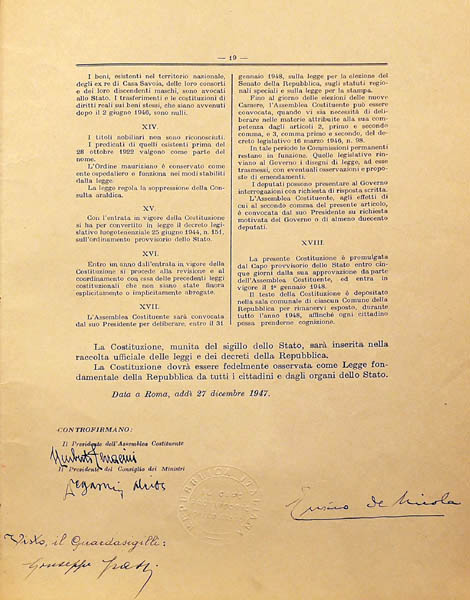 — 19 —
I beni, esistenti nel territorio nazionale,
degli ex re di Casa Savoia, delle loro consorti
e dei loro discendenti maschi, sono avocati
allo Stato. I trasferimenti e le costituzioni di
diritti reali sui beni stessi, che siano avvenuti
dopo il 2 giugno 1946, sono nulli.
XIV.
I titoli nobiliari non sono riconosciuti.
I predicati di quelli esistenti prima del
28 ottobre 1922 valgono come parte del
nome.
L'Ordine mauriziano è conservato come
ente ospedaliero e funziona nei modi stabiliti
dalla legge.
La legge regola la soppressione della Con-
sulta araldica.
XV.
Con l'entrata in vigore della Costituzione
si ha per convertito in legge il decreto legi-
slativo luogotenenziale 25 giugno 1944, n. 151,
sull'ordinamento provvisorio dello Stato.
XVI.
Entro un anno dall'entrata in vigore della
Costituzione si procede alla revisione e al
coordinamento con essa delle precedenti leggi
costituzionali che non siano state finora
esplicitamente o implicitamente abrogate.
XVII.
L'Assemblea Costituente sarà convocata
dal suo Presidente per deliberare, entro il 31
gennaio 1948, sulla legge per la elezione del
Senato della Repubblica, sugli statuti regio-
nali speciali e sulla legge per la stampa.
Fino al giorno delle elezioni delle nuove
Camere, l'Assemblea Costituente può essere
convocata, quando vi sia necessità di deli-
berare nelle materie attribuite alla sua com-
petenza dagli articoli 2, primo e secondo
comma, e 3, comma primo e secondo, del de-
creto legislativo 16 marzo 1946, n. 98.
In tale periodo le Commissioni permanenti
restano in funzione. Quelle legislative rin-
viano al Governo i disegni di legge, ad esse
trasmessi, con eventuali osservazioni e propo-
ste di emendamenti.
I deputati possono presentare al Governo
interrogazioni con richiesta di risposta scritta.
L'Assemblea Costituente, agli effetti di
cui al secondo comma del presente articolo,
è convocata dal suo Presidente su richiesta
motivata del Governo o di almeno duecento
deputati.
XVIII.
La presente Costituzione è promulgata
dal Capo provvisorio dello Stato entro cin-
que giorni dalla sua approvazione da parte
dell'Assemblea Costituente, ed entra in
vigore il 1° gennaio 1948.
Il testo della Costituzione è depositato
nella sala comunale di ciascun Comune della
Repubblica per rimanervi esposto, durante
tutto l'anno 1948, affinché ogni cittadino
possa prenderne cognizione.
La Costituzione, munita del sigillo dello Stato, sarà inserita nella
raccolta ufficiale delle leggi e dei decreti della Repubblica.
La Costituzione dovrà essere fedelmente osservata come Legge fon-
damentale della Repubblica da tutti i cittadini e dagli organi dello Stato.
Data a Roma, addì 27 dicembre 1947.
CONTROFIRMANO:
Il Presidente dell'Assemblea Costituente
Umberto Terracini
Il Presidente del Consiglio dei Ministri
Enrico de Nicola
Visto, il Guardasigilli:
Giuseppe Grassi